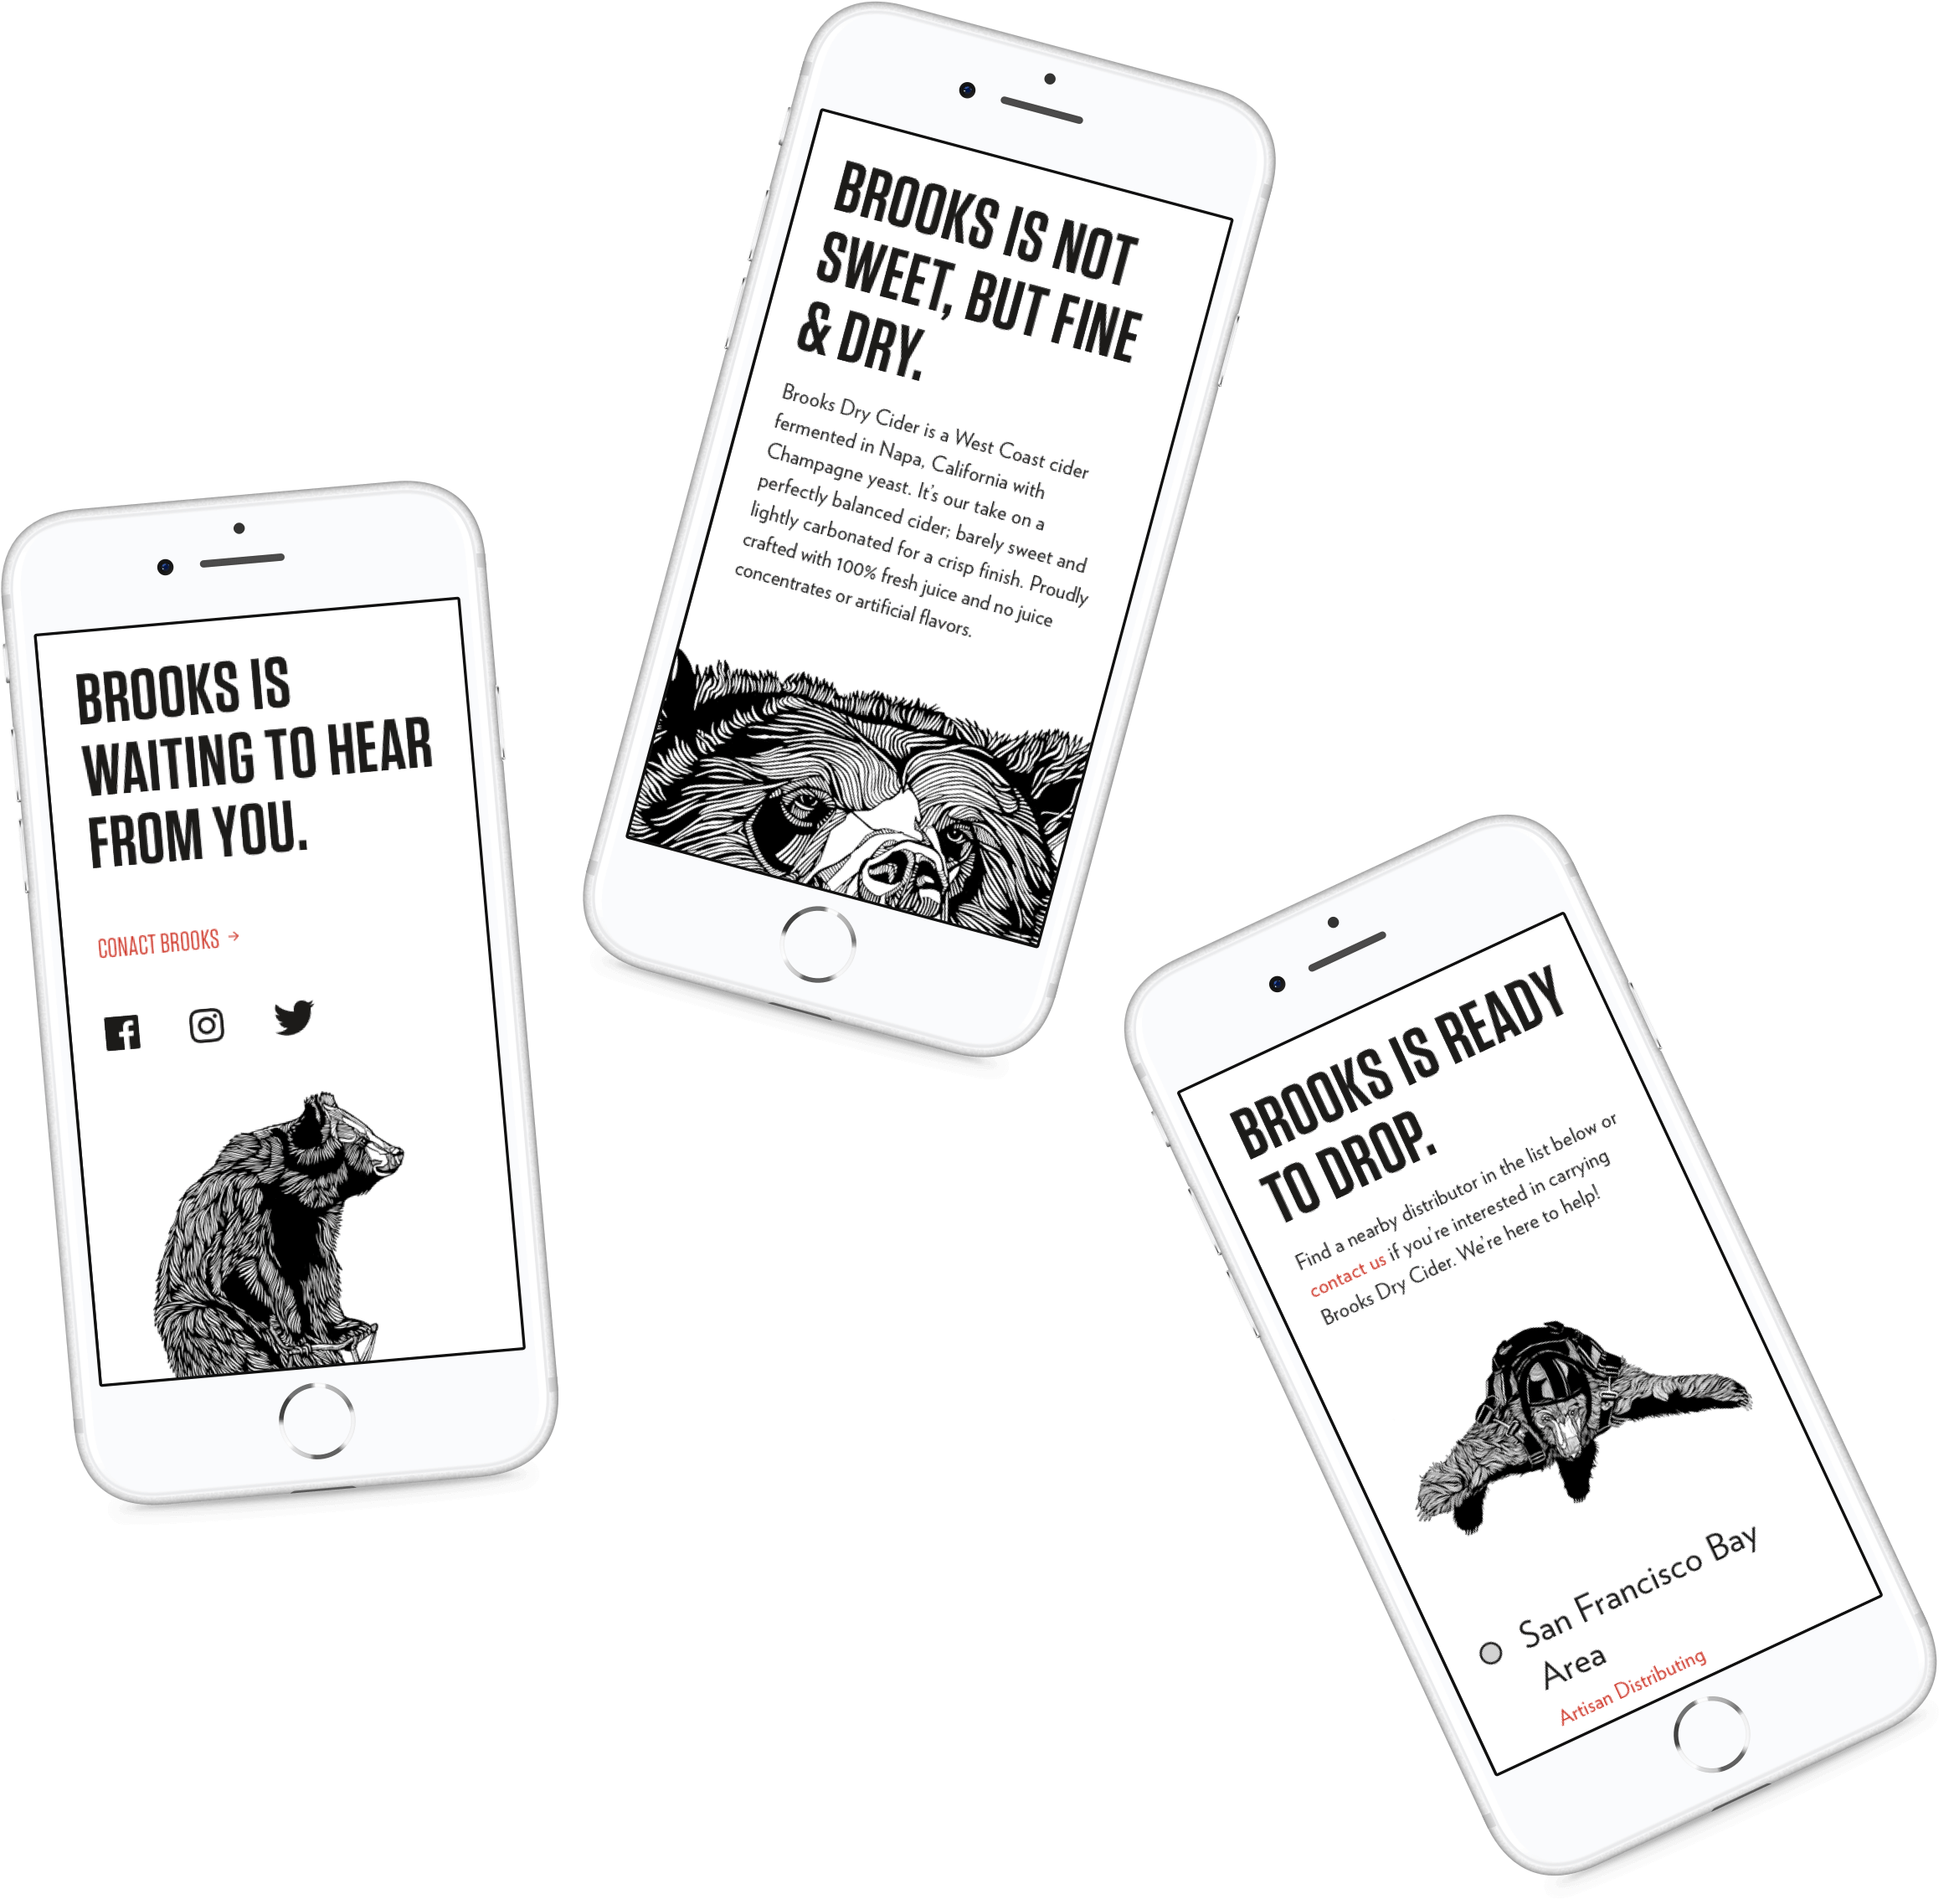 BROOKS IS
WAITING TO HEAR
FROM YOU.
CONACT BROOKS →
BROOKS IS NOT
SWEET, BUT FINE
& DRY.
Brooks Dry Cider is a West Coast cider
fermented in Napa, California with
Champagne yeast. It's our take on a
perfectly balanced cider; barely sweet and
lightly carbonated for a crisp finish. Proudly
crafted with 100% fresh juice and no juice
concentrates or artificial flavors.
BROOKS IS READY
TO DROP.
Find a nearby distributor in the list below or
contact us if you're interested in carrying
Brooks Dry Cider. We're here to help!
San Francisco Bay
Area
Artisan Distributing